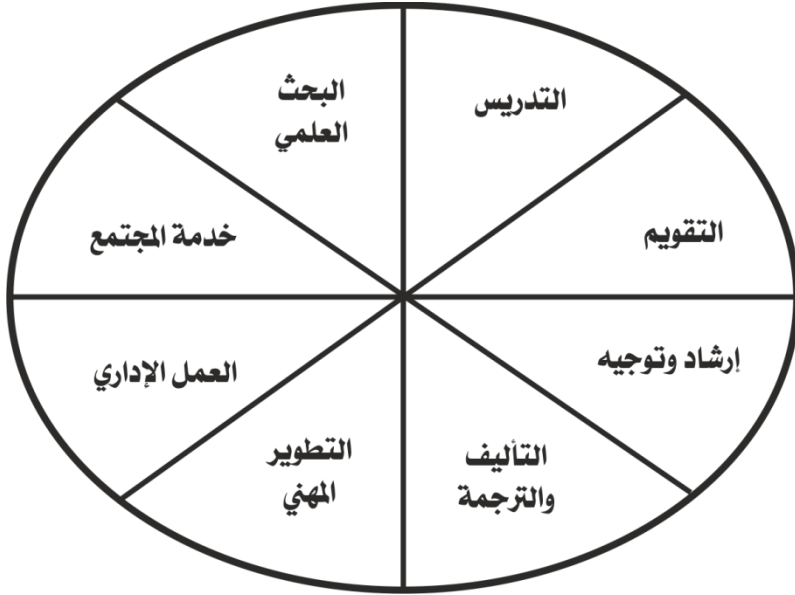 التدريس
التقويم
إرشاد وتوجيه
التأليف
والترجمة
التطوير
المهني
العمل الإداري
خدمة المجتمع
البحث
العلمي